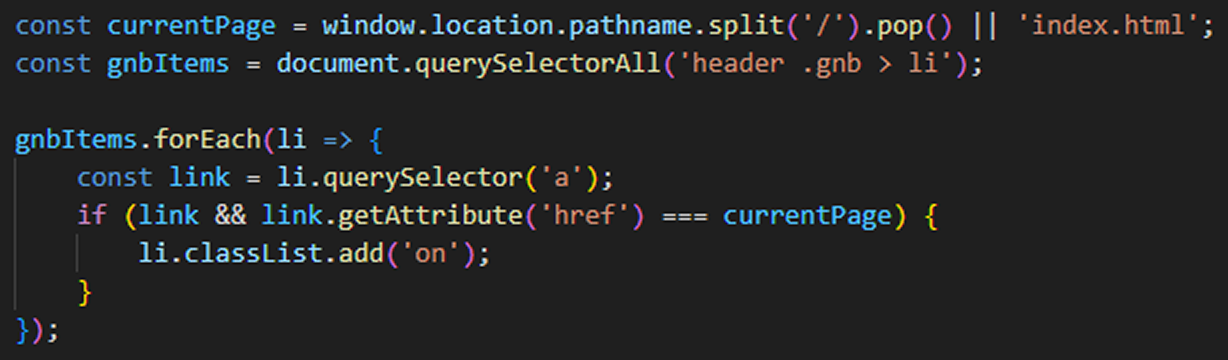 const currentPage = window.location.pathname.split('/').pop() || 'index.html';
const gnbItems = document.querySelectorAll('header .gnb > li');

gnbItems.forEach(li => {
    const link = li.querySelector('a');
    if (link && link.getAttribute('href') === currentPage) {
        li.classList.add('on');
    }
});